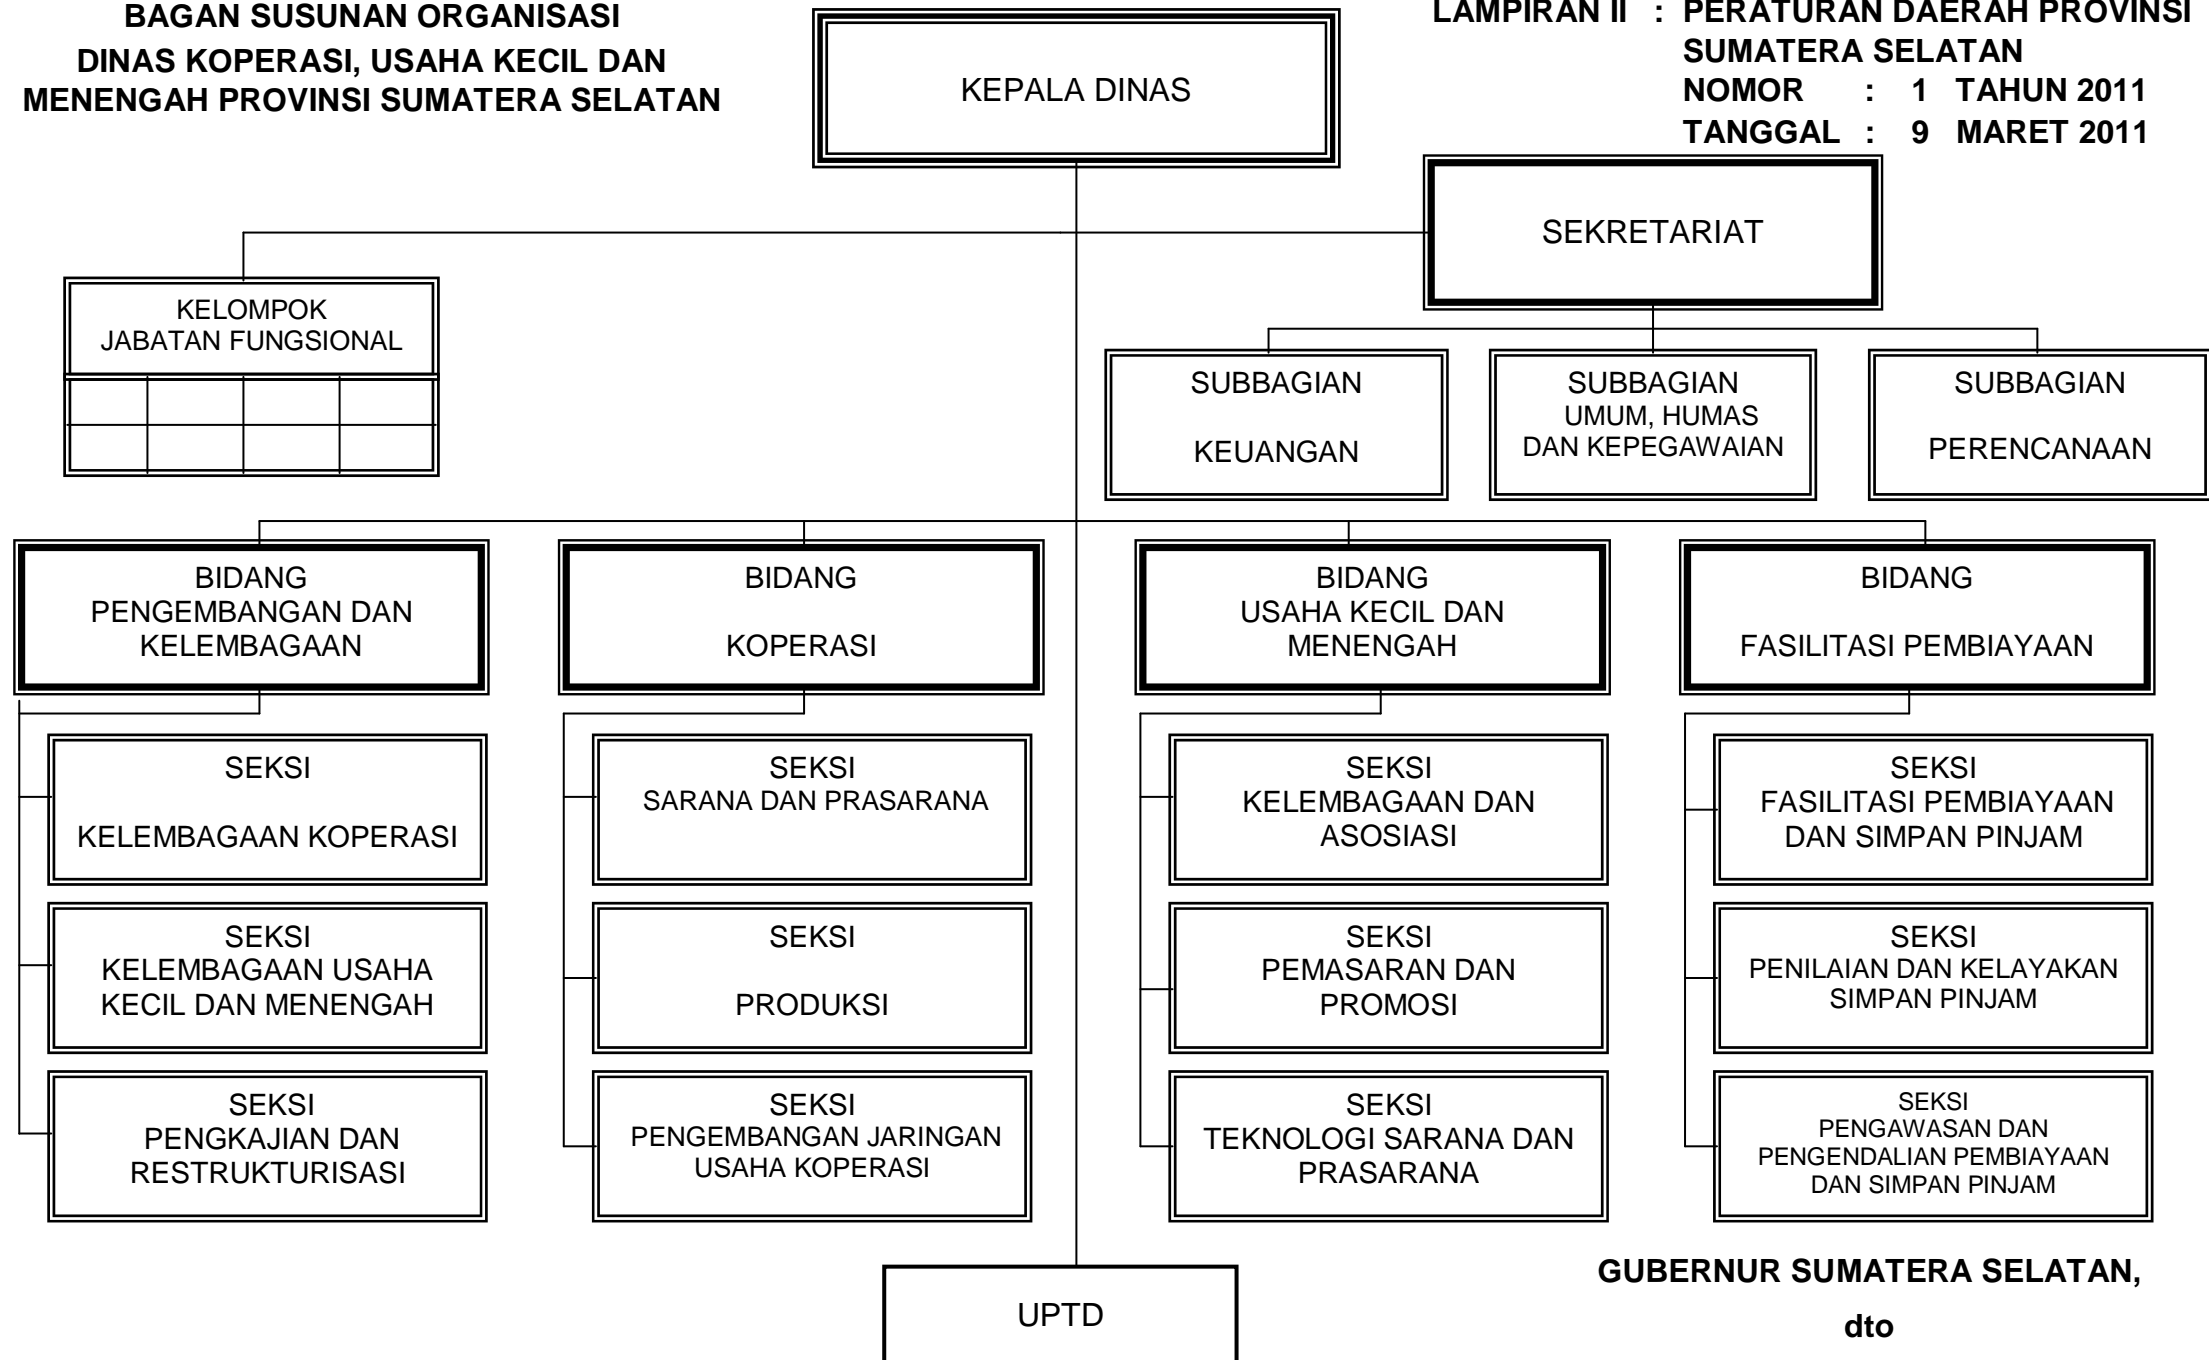 BAGAN SUSUNAN ORGANISASI
DINAS KOPERASI, USAHA KECIL DAN
MENENGAH PROVINSI SUMATERA SELATAN
KEPALA DINAS
LAMPIRAN II : PERATURAN DAERAH PROVINSI
SUMATERA SELATAN
NOMOR : 1 TAHUN 2011
TANGGAL : 9 MARET 2011
SEKRETARIAT
KELOMPOK
JABATAN FUNGSIONAL
SUBBAGIAN
KEUANGAN
SUBBAGIAN
UMUM, HUMAS
DAN KEPEGAWAIAN
SUBBAGIAN
PERENCANAAN
BIDANG
PENGEMBANGAN DAN
KELEMBAGAAN
BIDANG
KOPERASI
BIDANG
USAHA KECIL DAN
MENENGAH
BIDANG
FASILITASI PEMBIAYAAN
SEKSI
KELEMBAGAAN KOPERASI
SEKSI
SARANA DAN PRASARANA
SEKSI
KELEMBAGAAN DAN
ASOSIASI
SEKSI
FASILITASI PEMBIAYAAN
DAN SIMPAN PINJAM
SEKSI
KELEMBAGAAN USAHA
KECIL DAN MENENGAH
SEKSI
PRODUKSI
SEKSI
PEMASARAN DAN
PROMOSI
SEKSI
PENILAIAN DAN KELAYAKAN
SIMPAN PINJAM
SEKSI
PENGKAJIAN DAN
RESTRUKTURISASI
SEKSI
PENGEMBANGAN JARINGAN
USAHA KOPERASI
SEKSI
TEKNOLOGI SARANA DAN
PRASARANA
SEKSI
PENGAWASAN DAN
PENGENDALIAN PEMBIAYAAN
DAN SIMPAN PINJAM
UPTD
GUBERNUR SUMATERA SELATAN,
dto